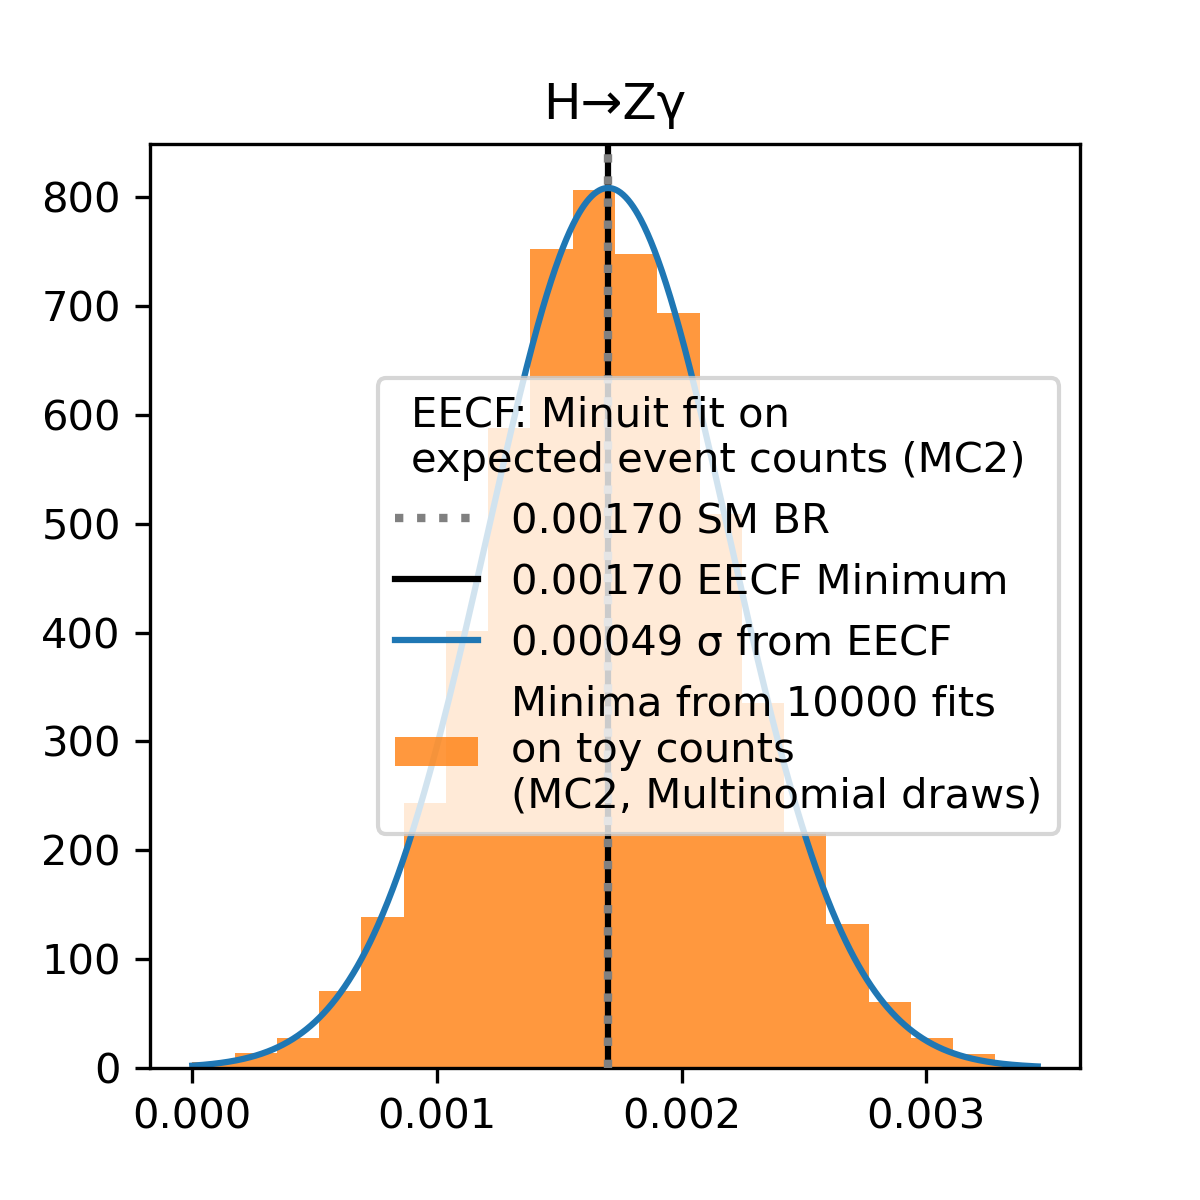 H→Zγ
800
700
600
500
400
300
200
100
0
EECF: Minuit fit on
expected event counts (MC2)
0.00170 SM BR
0.00170 EECF Minimum
0.00049 σ from EECF
Minima from 10000 fits
on toy counts
(MC2, Multinomial draws)
0.000 0.001 0.002 0.003